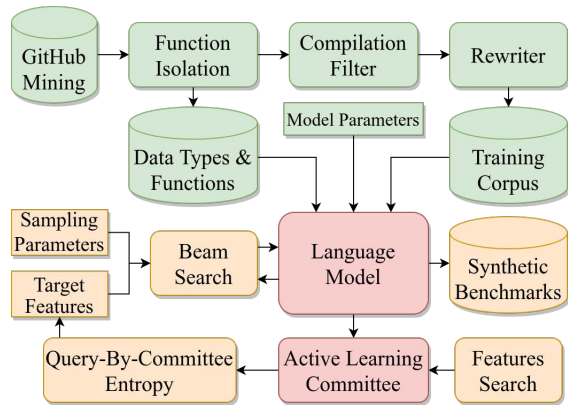 GitHub
Mining
Function
Isolation
Compilation
Filter
Rewriter
Data Types &
Functions
Model Parameters
Training
Corpus
Sampling
Parameters
Target
Features
Beam
Search
Language
Model
Synthetic
Benchmarks
Query-By-Committee
Entropy
Active Learning
Committee
Features
Search